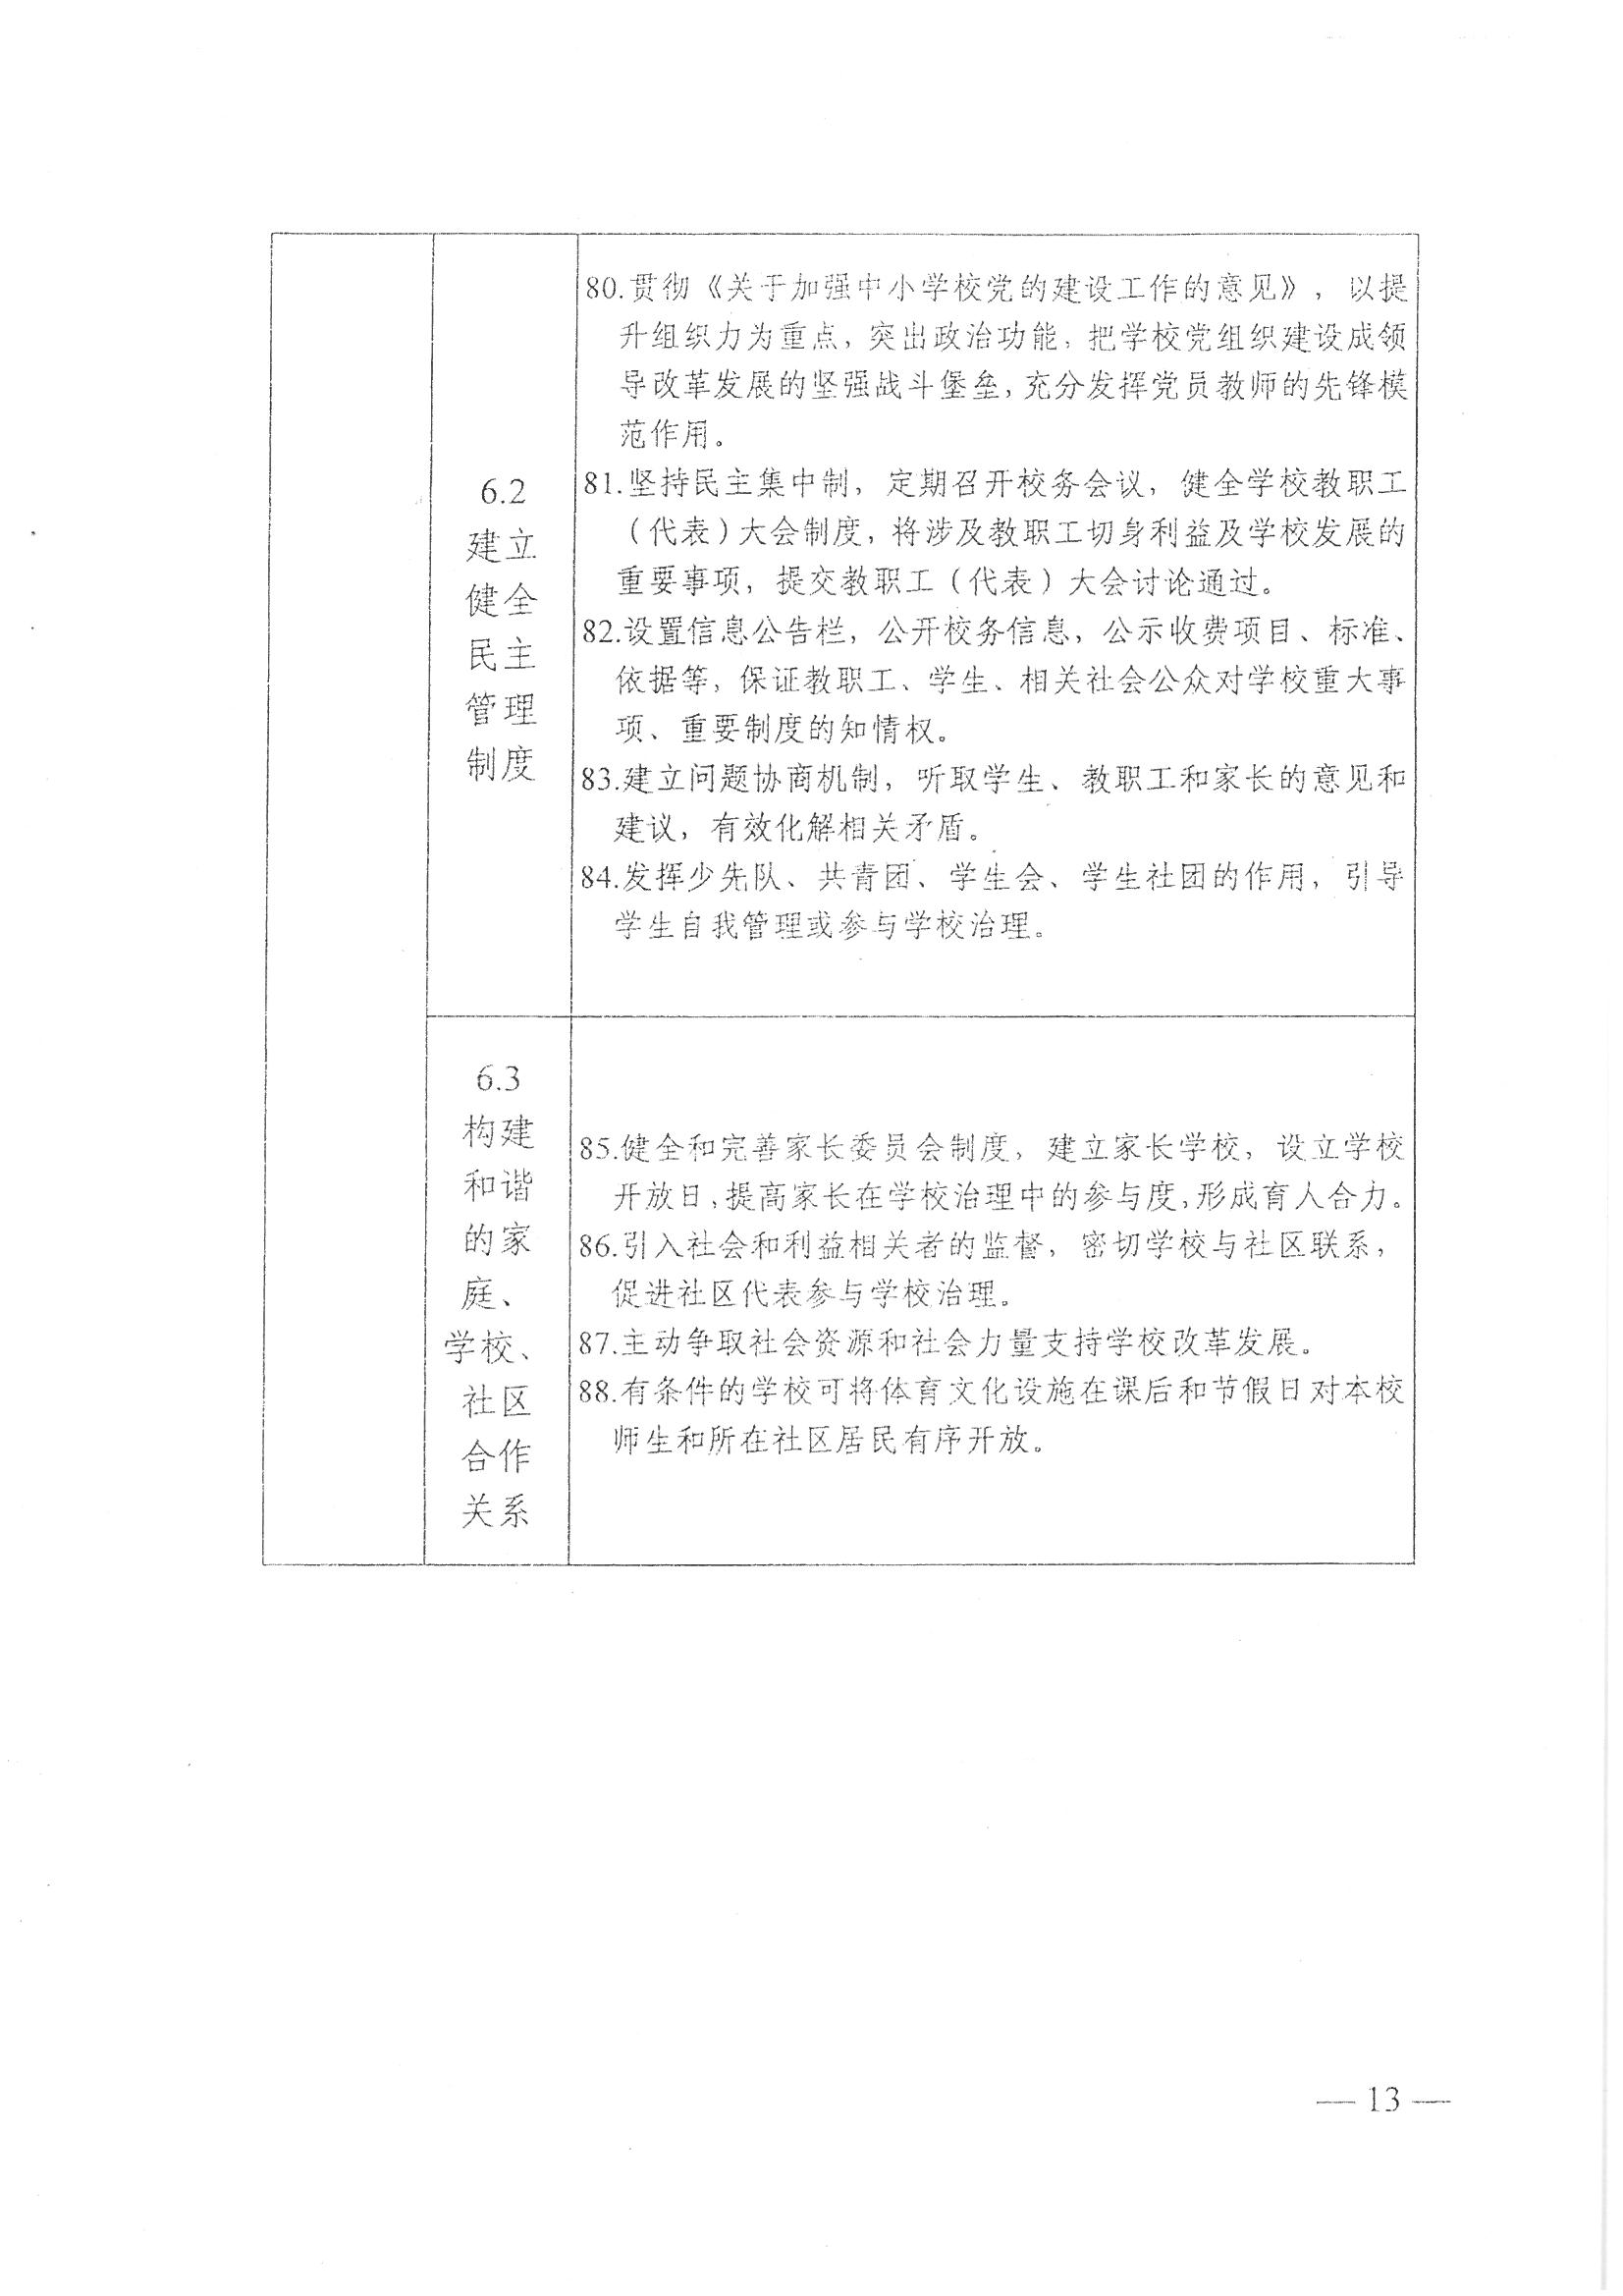 6.2
建立
健全
民主
管理
制度
80.贯彻《关于加强中小学校党的建设工作的意见》，以提
升组织力为重点，突出政治功能，把学校党组织建设成领
导改革发展的坚强战斗堡垒，充分发挥党员教师的先锋模
范作用。
81.坚持民主集中制，定期召开校务会议，健全学校教职工
（代表）大会制度，将涉及教职工切身利益及学校发展的
重要事项，提交教职工（代表）大会讨论通过。
82.设置信息公告栏，公开校务信息，公示收费项目、标准、
依据等，保证教职工、学生、相关社会公众对学校重大事
项、重要制度的知情权。
83.建立问题协商机制，听取学生、教职工和家长的意见和
建议，有效化解相关矛盾。
84.发挥少先队、共青团、学生会、学生社团的作用，引导
学生自我管理或参与学校治理。
6.3
构建
和谐
的家
庭、
学校、
社区
合作
关系
85.健全和完善家长委员会制度，建立家长学校，设立学校
开放日，提高家长在学校治理中的参与度，形成育人合力。
86.引入社会和利益相关者的监督，密切学校与社区联系，
促进社区代表参与学校治理。
87.主动争取社会资源和社会力量支持学校改革发展。
88.有条件的学校可将体育文化设施在课后和节假日对本校
师生和所在社区居民有序开放。
— 13 —